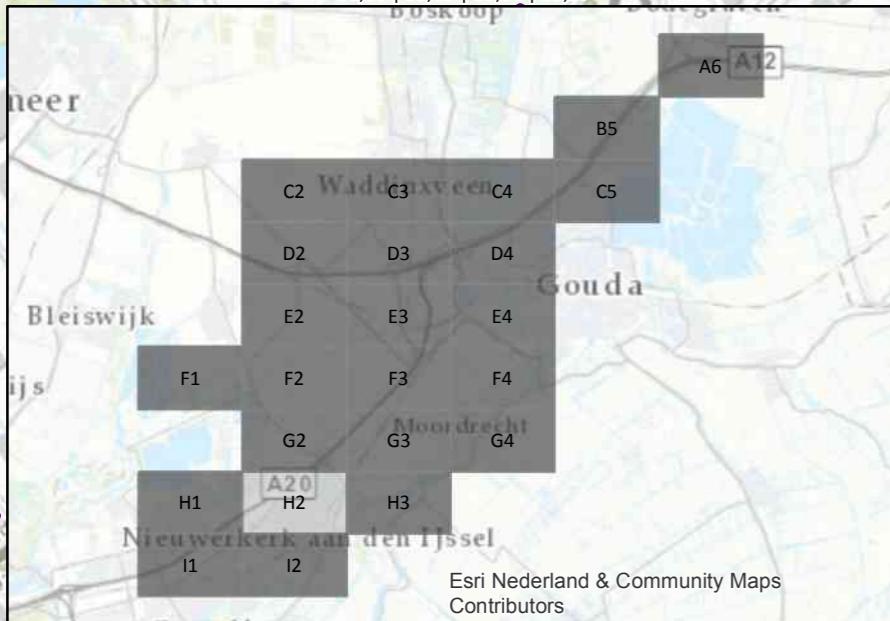 Boskoop
Bodegraven
A6 A12
meer
B5
C2 Waddinxveen C3 C4 C5
D2 D3 D4
Gouda
E2 E3 E4
Bleiswijk
F1 F2 F3 F4
ijs
Moordrecht
G2 G3 G4
A20
H1 H2 H3
Nieuwerkerk aan den IJssel
I1 I2
Esri Nederland & Community Maps
Contributors